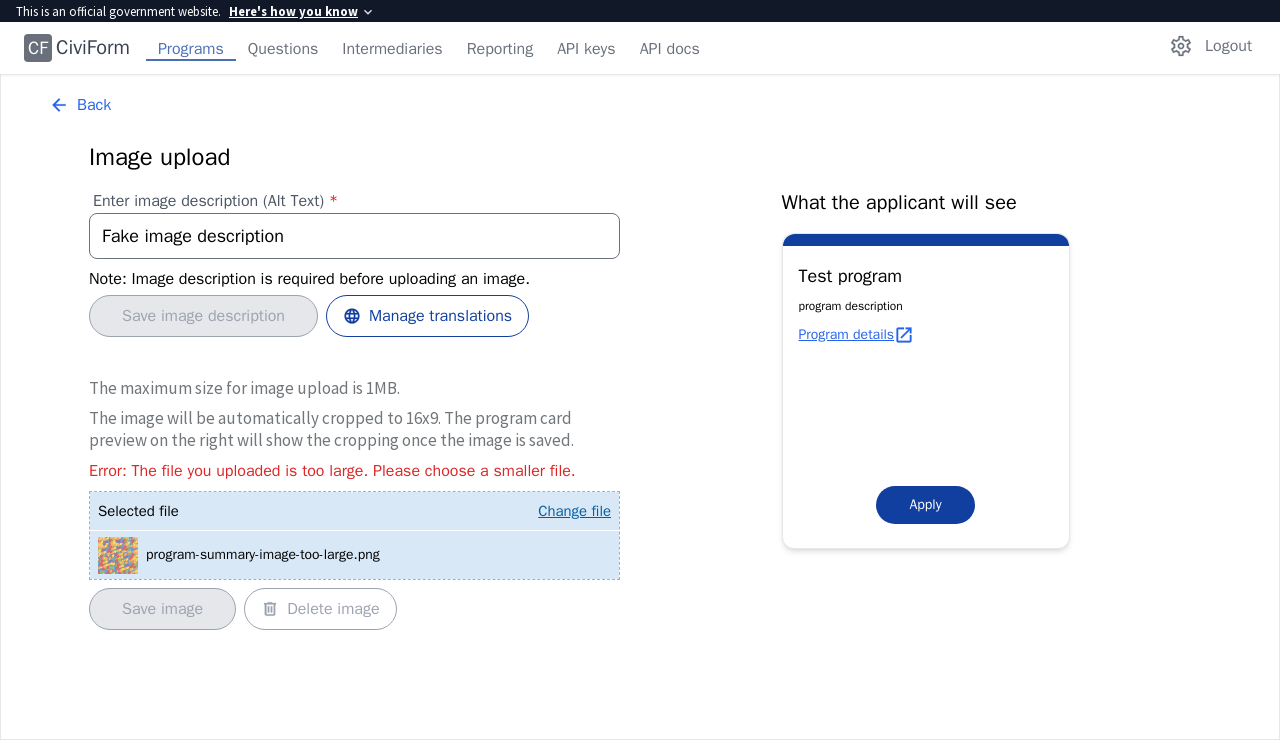 This is an official government website. Here's how you know
CF CiviForm Programs Questions Intermediaries Reporting API keys API docs Logout
Back
Image upload
Enter image description (Alt Text) *
Fake image description
Note: Image description is required before uploading an image.
Save image description Manage translations
The maximum size for image upload is 1MB.
The image will be automatically cropped to 16x9. The program card
preview on the right will show the cropping once the image is saved.
Error: The file you uploaded is too large. Please choose a smaller file.
Selected file Change file
program-summary-image-too-large.png
Save image Delete image
What the applicant will see
Test program
program description
Program details
Apply